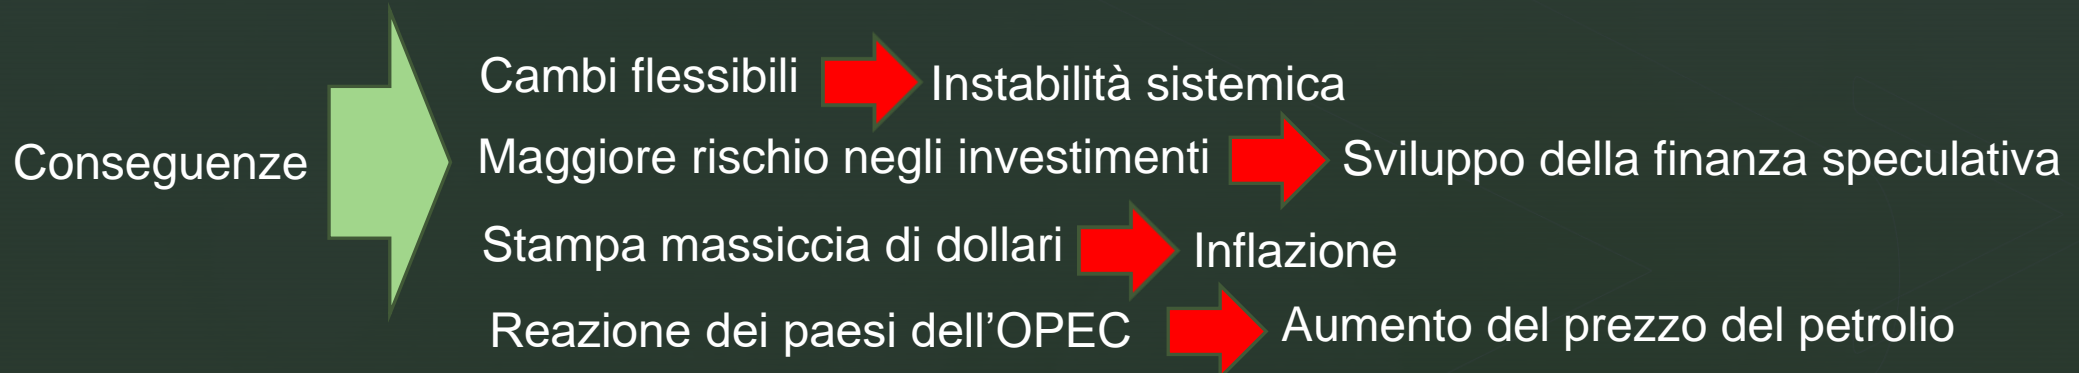 Cambi flessibili Instabilità sistemica
Conseguenze Maggiore rischio negli investimenti Sviluppo della finanza speculativa
Stampa massiccia di dollari Inflazione
Reazione dei paesi dell’OPEC Aumento del prezzo del petrolio